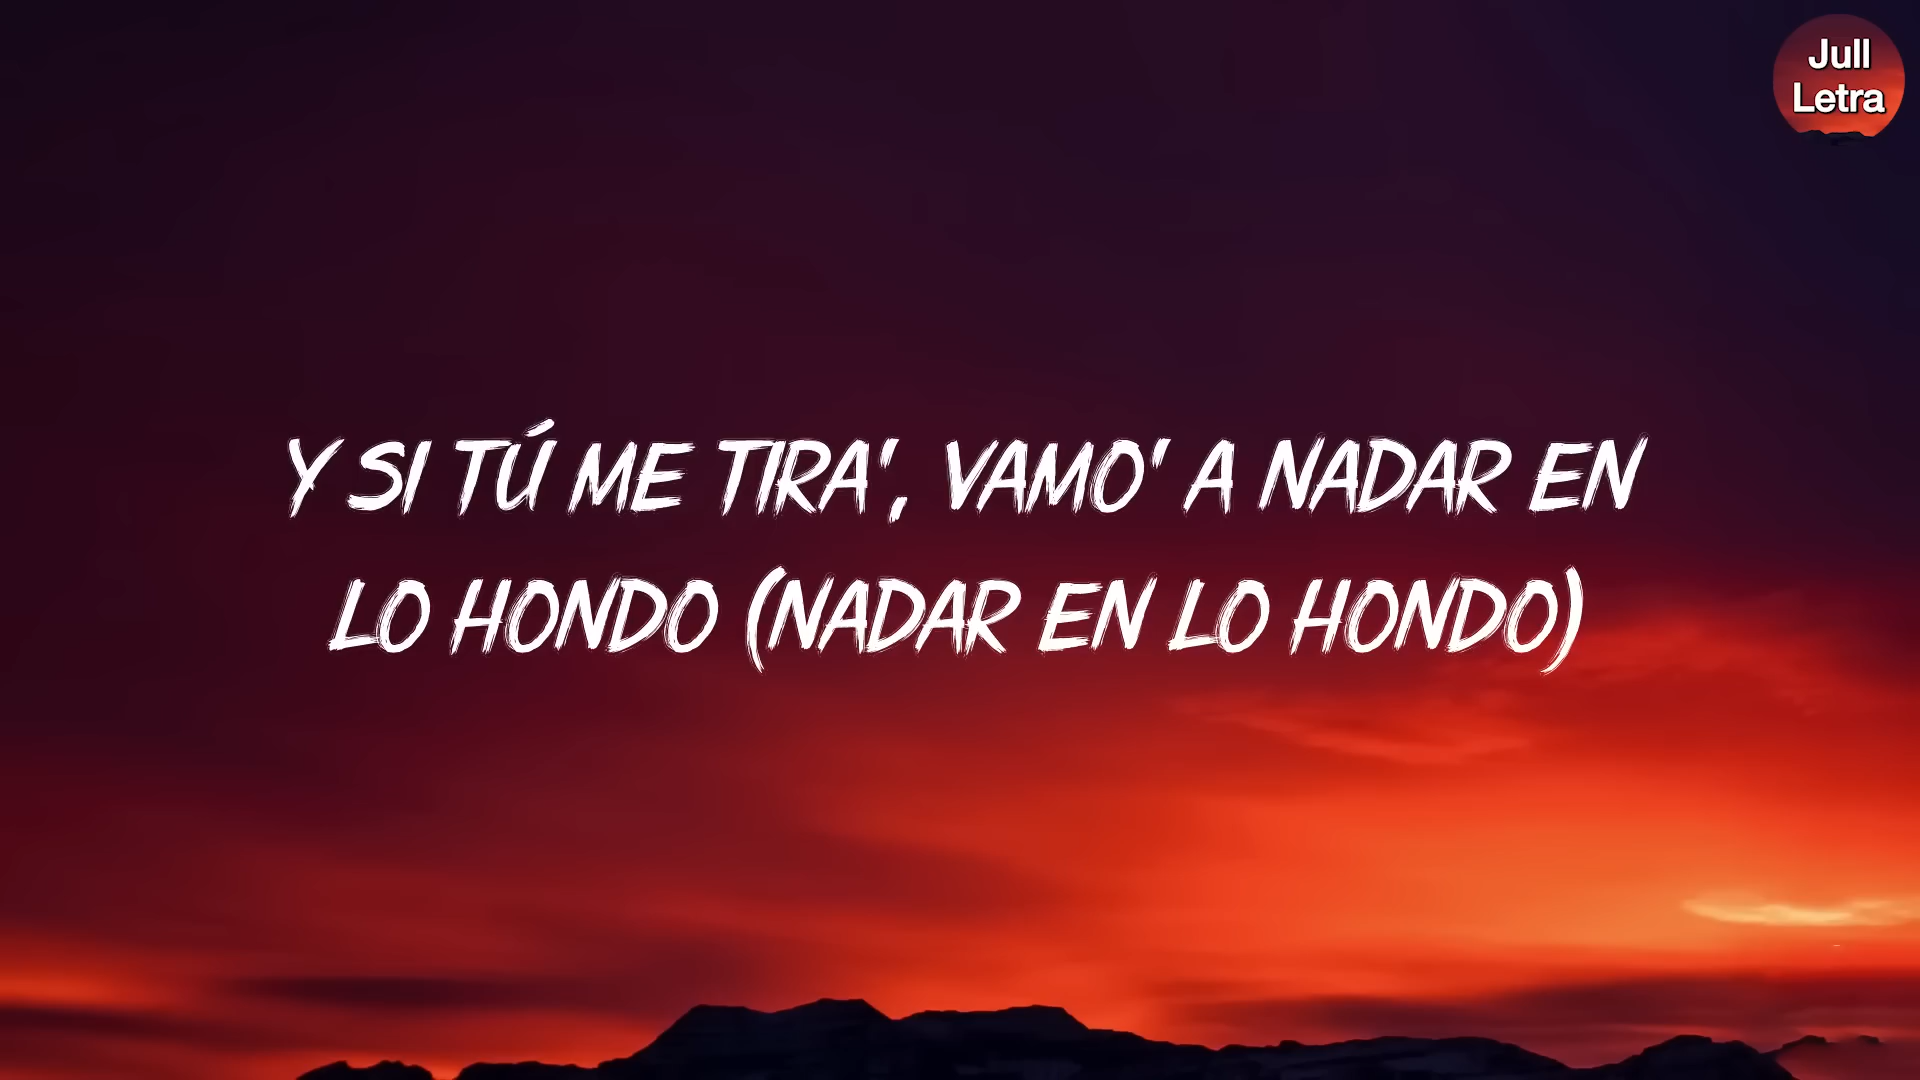 Jull
Letra
Y SI TÚ ME TIRA', VAMO' A NADAR EN
LO HONDO (NADAR EN LO HONDO)